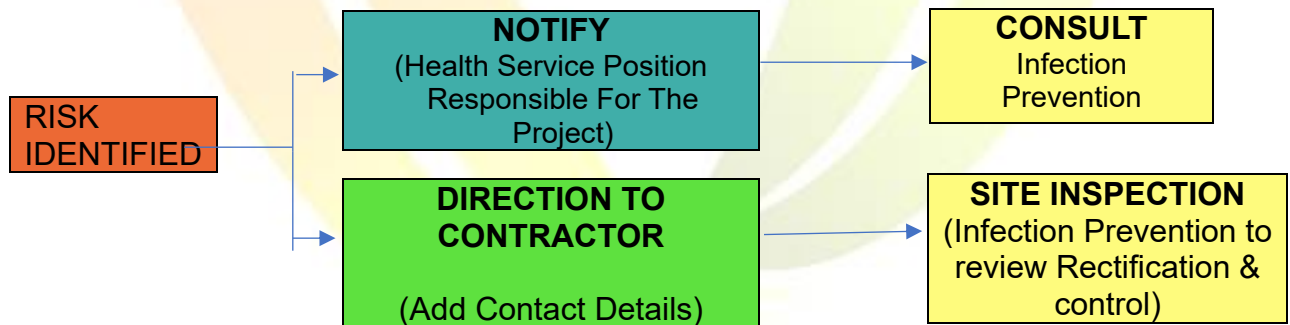 RISK
IDENTIFIED
NOTIFY
(Health Service Position
Responsible For The
Project)
CONSULT
Infection
Prevention
DIRECTION TO
CONTRACTOR
(Add Contact Details)
SITE INSPECTION
(Infection Prevention to
review Rectification &
control)